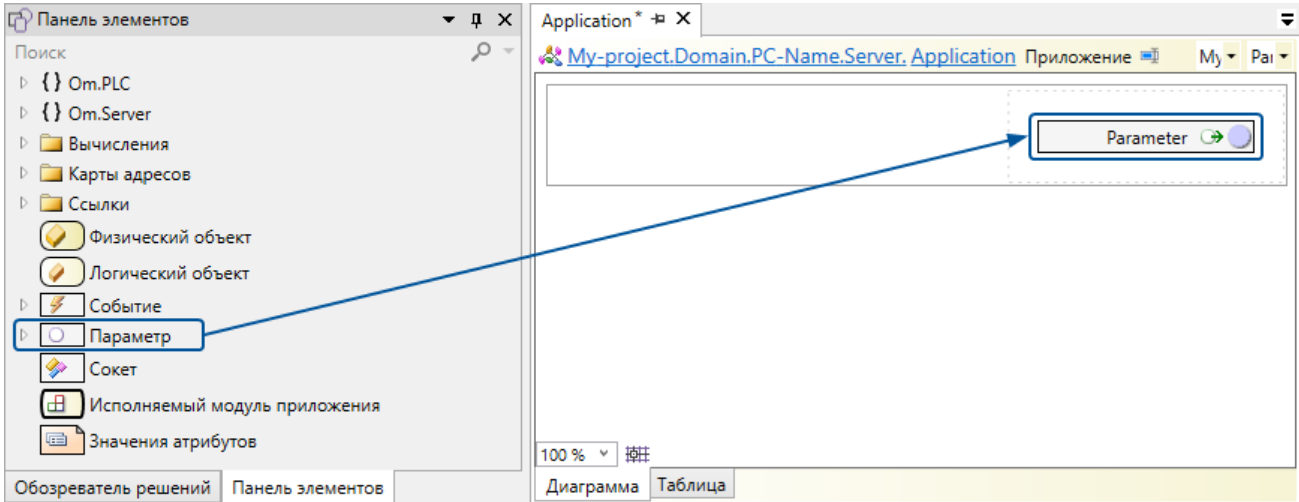 Панель элементов
Поиск
{} Om.PLC
{} Om.Server
Вычисления
Карты адресов
Ссылки
Физический объект
Логический объект
Событие
Параметр
Сокет
Исполняемый модуль приложения
Значения атрибутов
Обозреватель решений Панель элементов
Application*
My-project.Domain.PC-Name.Server. Application Приложение My Par
Parameter
100 %
Диаграмма Таблица